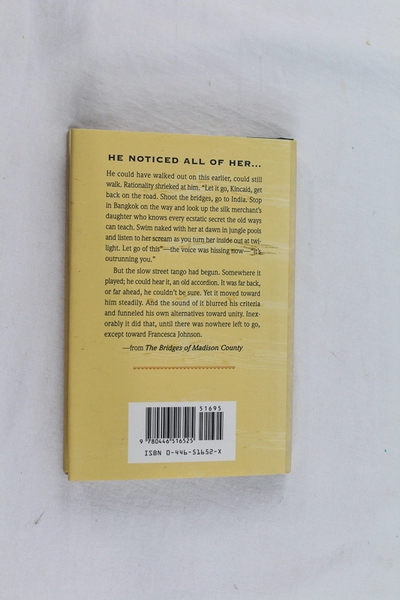 HE NOTICED ALL OF HER...
He could have walked out on this earlier, could still
walk. Rationality shrieked at him. "Let it go, Kincaid, get
back on the road. Shoot the bridges, go to India. Stop
in Bangkok on the way and look up the silk merchant's
daughter who knows every ecstatic secret the old ways
can teach. Swim naked with her at dawn in jungle pools
and listen to her scream as you turn her inside out at twi-
light. Let go of this"—the voice was hissing now—"it's
outrunning you."
But the slow street tango had begun. Somewhere it
played; he could hear it, an old accordion. It was far back,
or far ahead, he couldn't be sure. Yet it moved toward
him steadily. And the sound of it blurred his criteria
and funneled his own alternatives toward unity. Inex-
orably it did that, until there was nowhere left to go,
except toward Francesca Johnson.
—from The Bridges of Madison County
51695
9 780446 516525
ISBN 0-446-51652-X